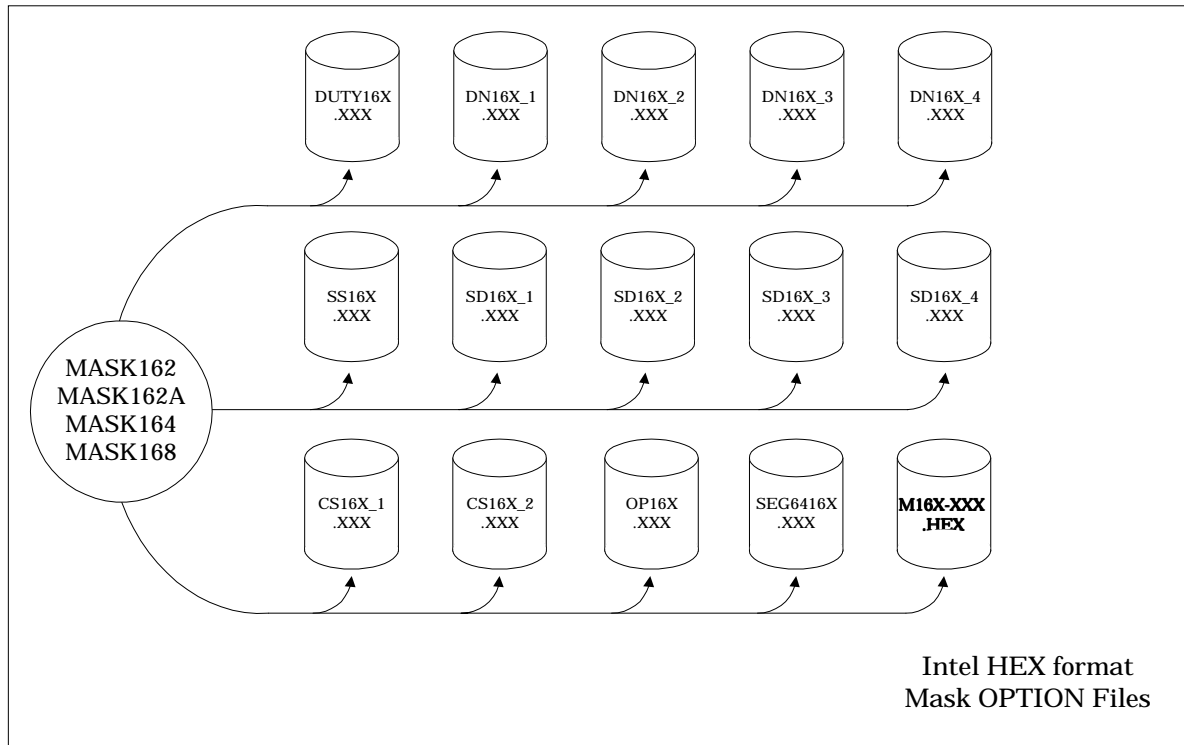 DUTY16X
.XXX
DN16X_1
.XXX
DN16X_2
.XXX
DN16X_3
.XXX
DN16X_4
.XXX
SS16X
.XXX
SD16X_1
.XXX
SD16X_2
.XXX
SD16X_3
.XXX
SD16X_4
.XXX
MASK162
MASK162A
MASK164
MASK168
CS16X_1
.XXX
CS16X_2
.XXX
OP16X
.XXX
SEG6416X
.XXX
M16X-XXX
.HEX
Intel HEX format
Mask OPTION Files